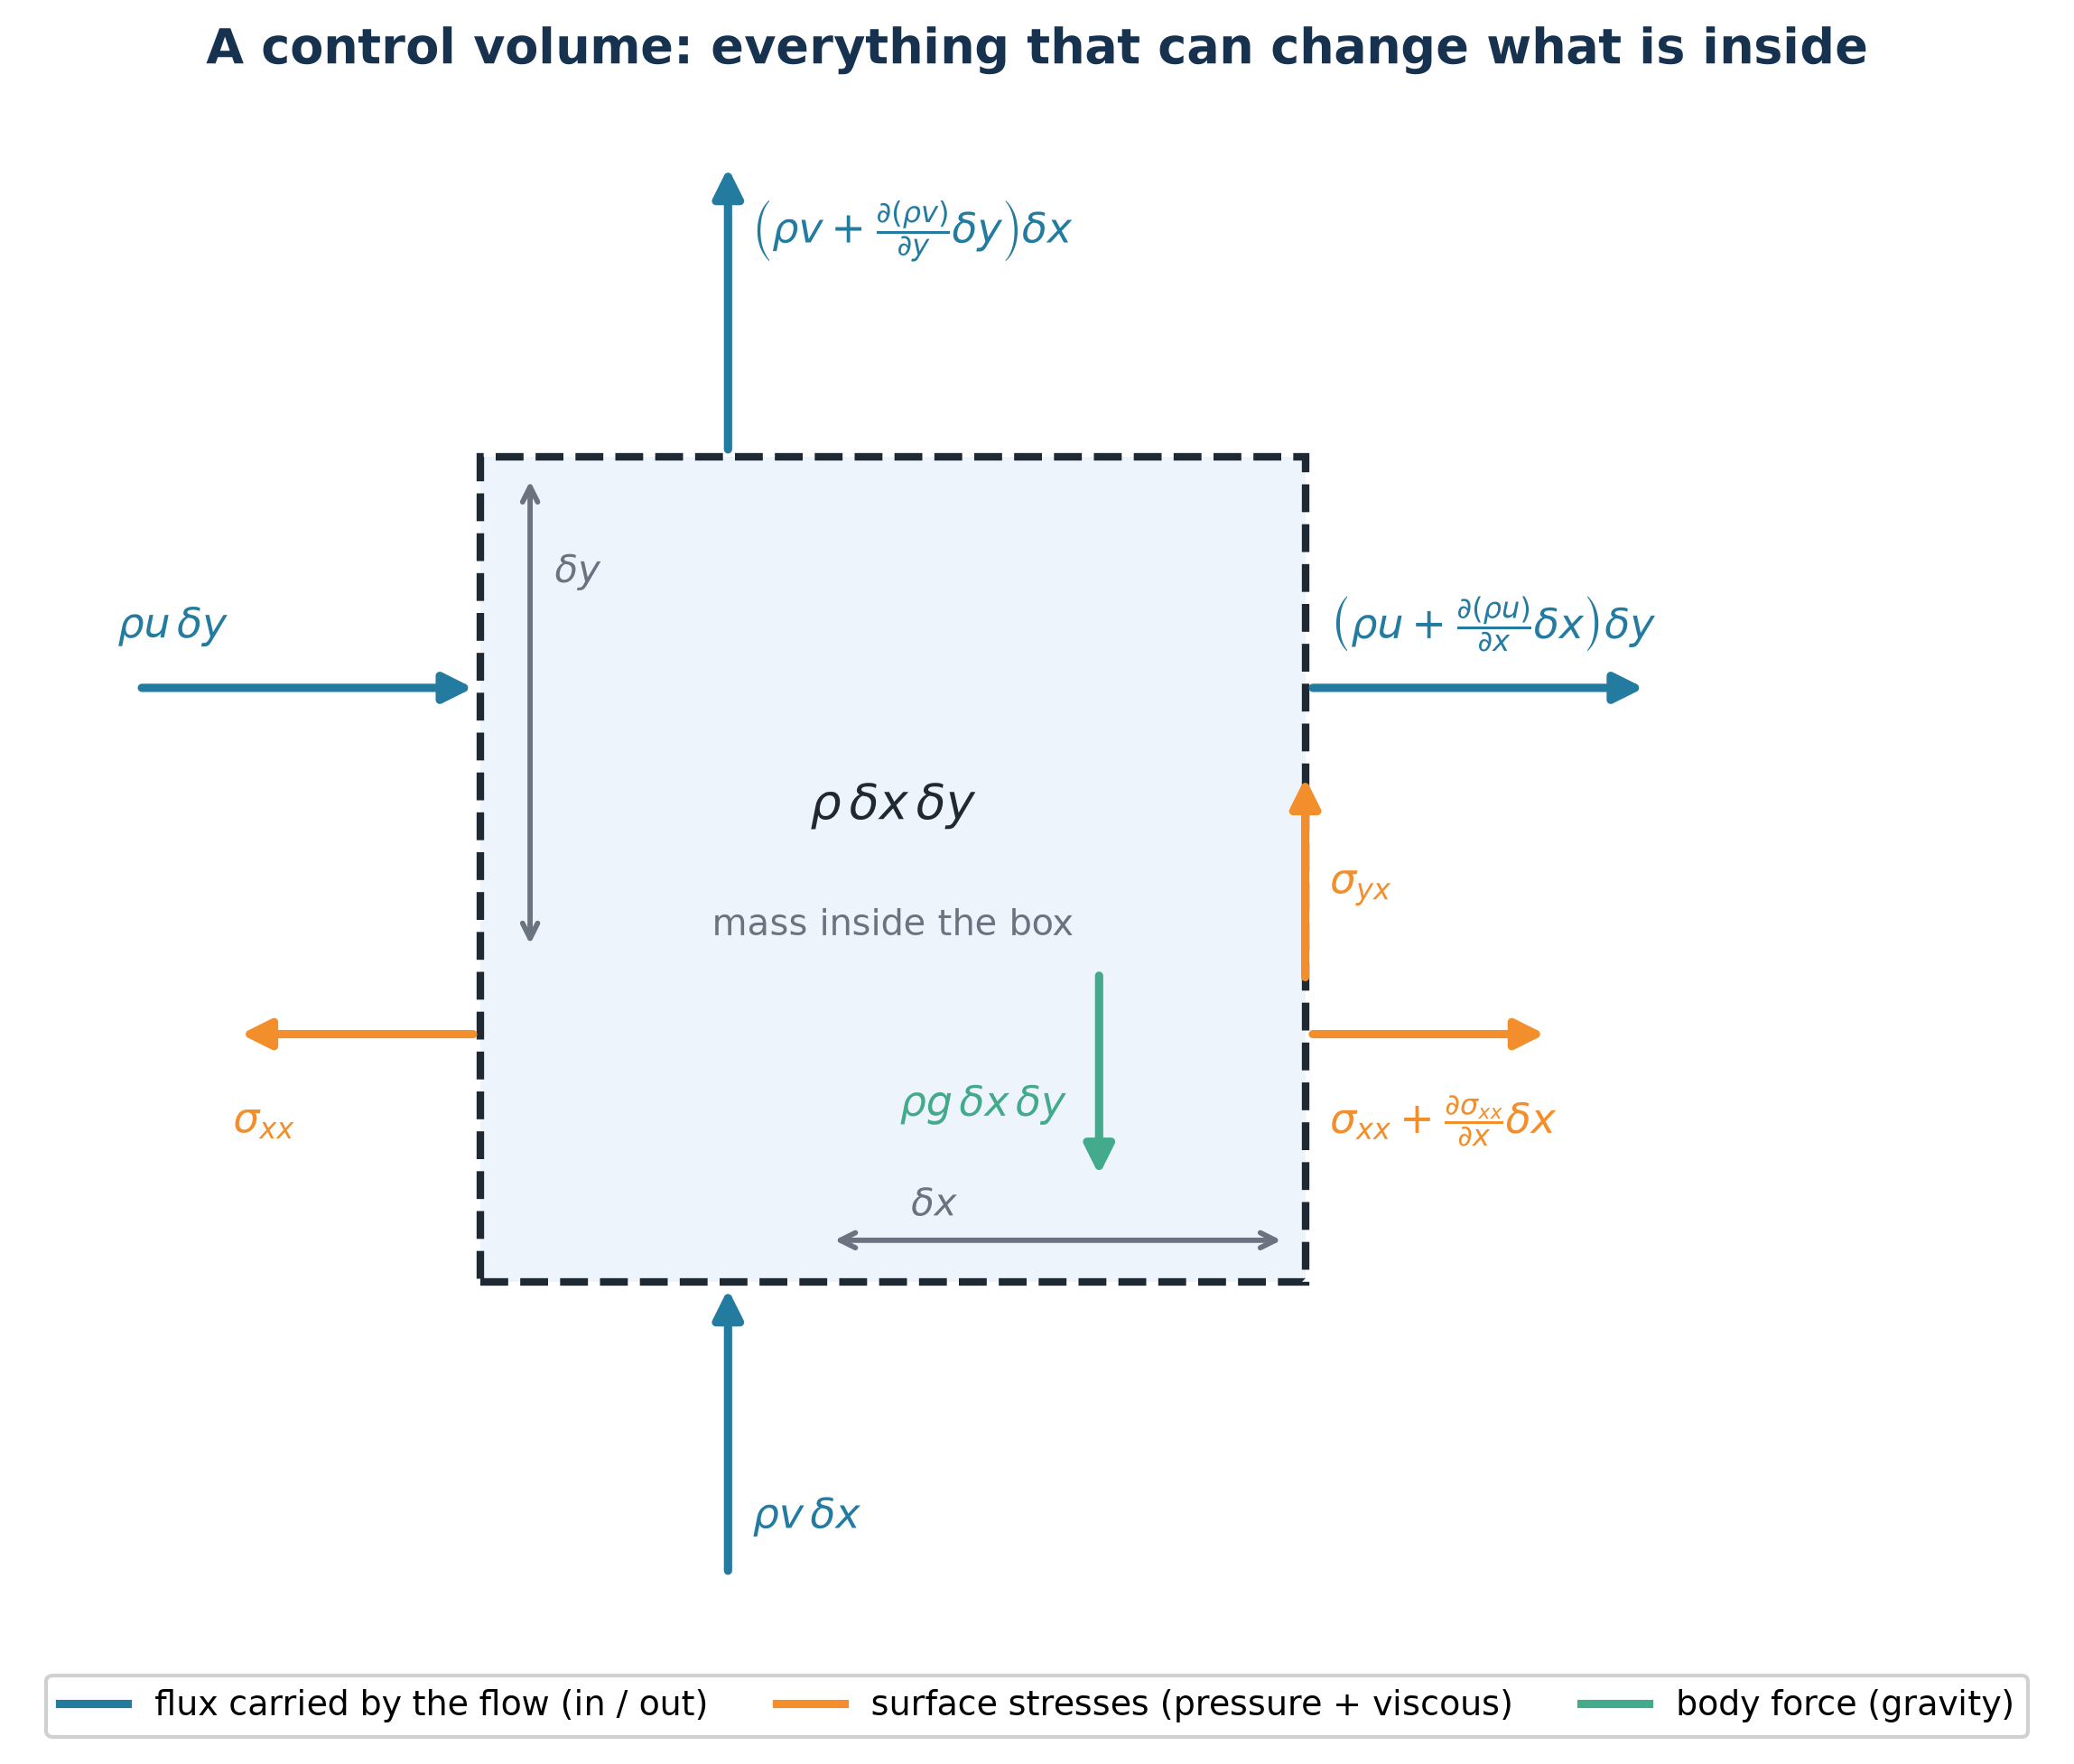 A control volume: everything that can change what is inside
(ρv + ∂(ρv)/∂y δy)δx
δy
ρu δy
(ρu + ∂(ρu)/∂x δx)δy
ρ δx δy
σyx
mass inside the box
ρg δx δy
σxx
σxx + ∂σxx/∂x δx
δx
ρv δx
flux carried by the flow (in / out)
surface stresses (pressure + viscous)
body force (gravity)